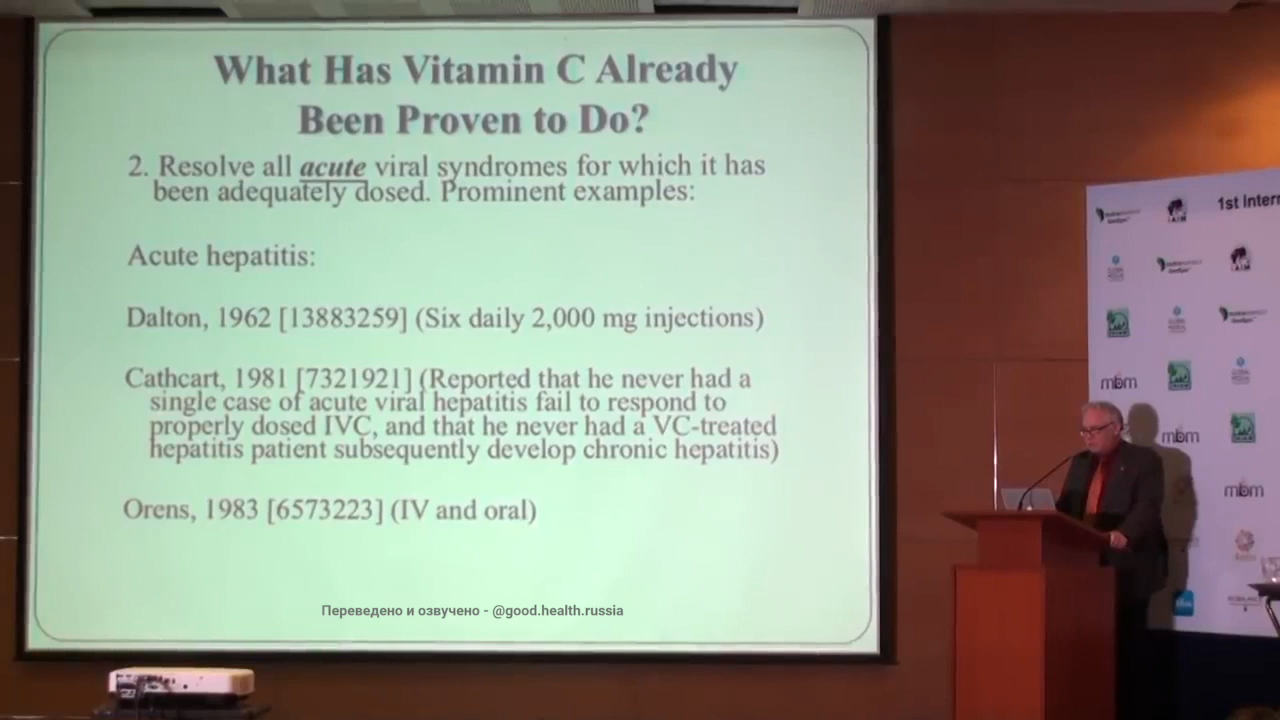 What Has Vitamin C Already
Been Proven to Do?
2. Resolve all acute viral syndromes for which it has
been adequately dosed. Prominent examples:
Acute hepatitis:
Dalton, 1962 [13883259] (Six daily 2,000 mg injections)
Cathcart, 1981 [7321921] (Reported that he never had a
single case of acute viral hepatitis fail to respond to
properly dosed IVC, and that he never had a VC-treated
hepatitis patient subsequently develop chronic hepatitis)
Orens, 1983 [6573223] (IV and oral)
Переведено и озвучено - @good.health.russia
1st Intern
mbm
mbm
mbm